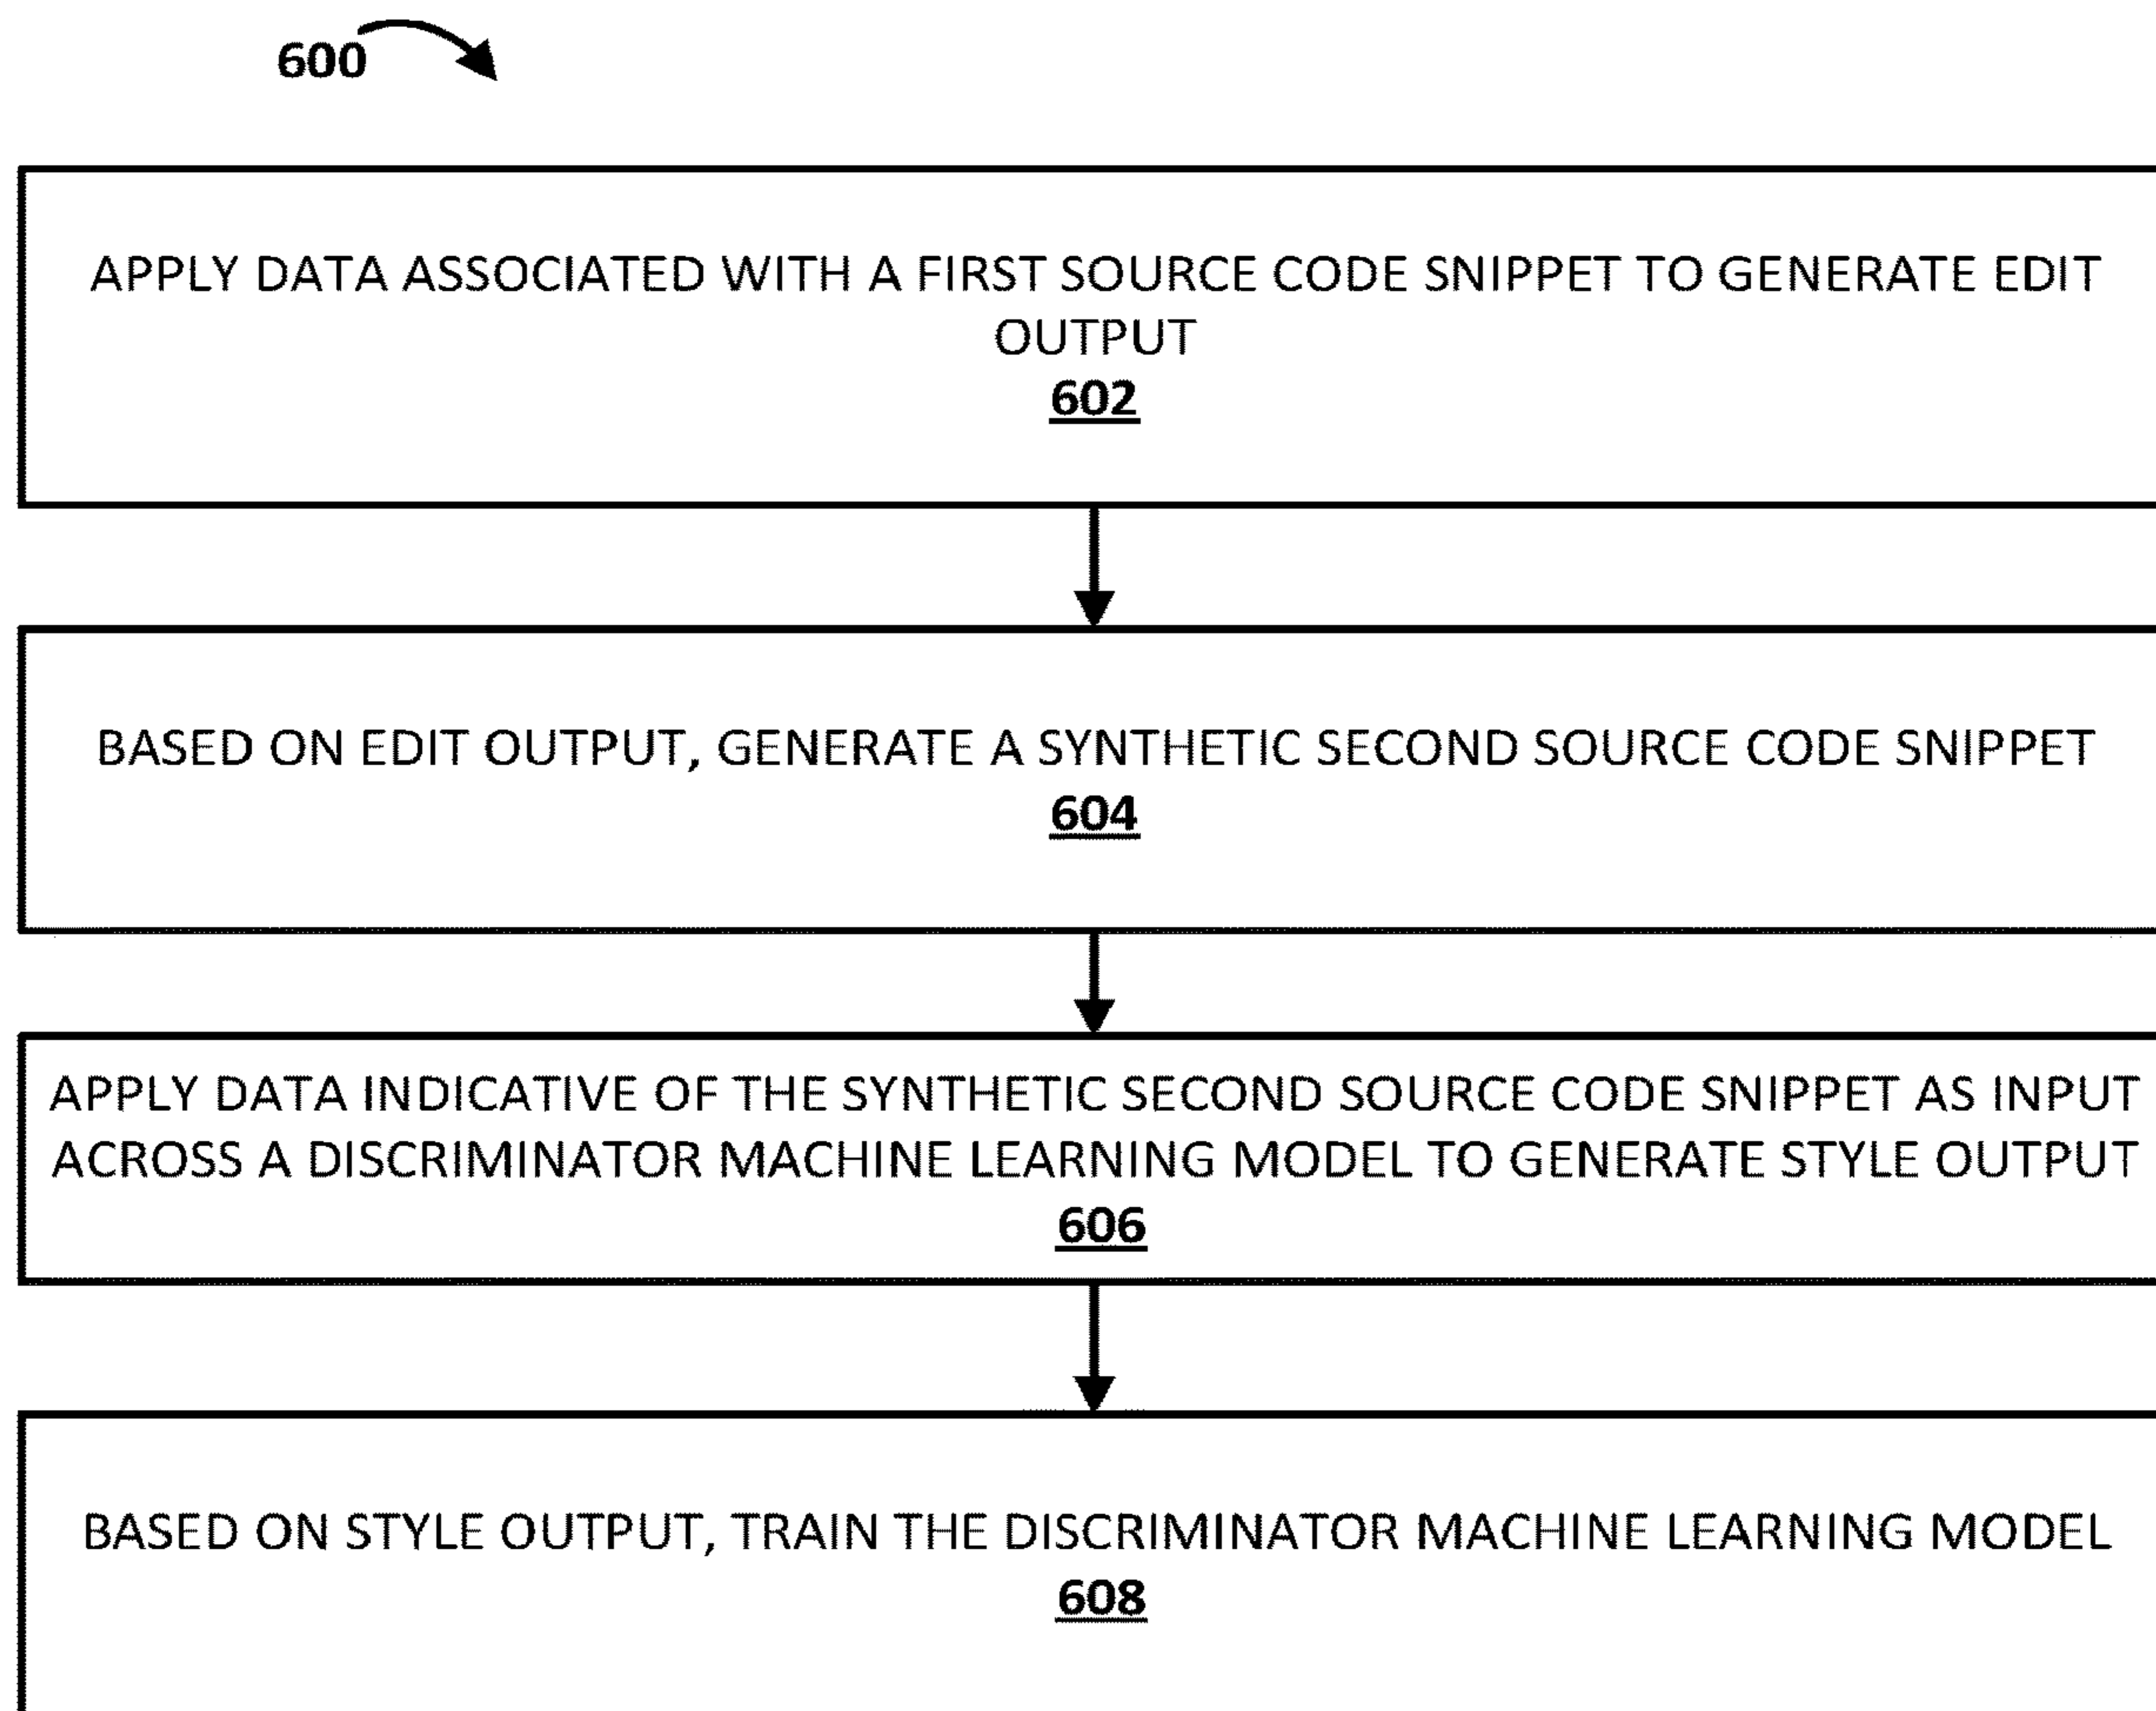 600
APPLY DATA ASSOCIATED WITH A FIRST SOURCE CODE SNIPPET TO GENERATE EDIT
OUTPUT
602
BASED ON EDIT OUTPUT, GENERATE A SYNTHETIC SECOND SOURCE CODE SNIPPET
604
APPLY DATA INDICATIVE OF THE SYNTHETIC SECOND SOURCE CODE SNIPPET AS INPUT
ACROSS A DISCRIMINATOR MACHINE LEARNING MODEL TO GENERATE STYLE OUTPUT
606
BASED ON STYLE OUTPUT, TRAIN THE DISCRIMINATOR MACHINE LEARNING MODEL
608